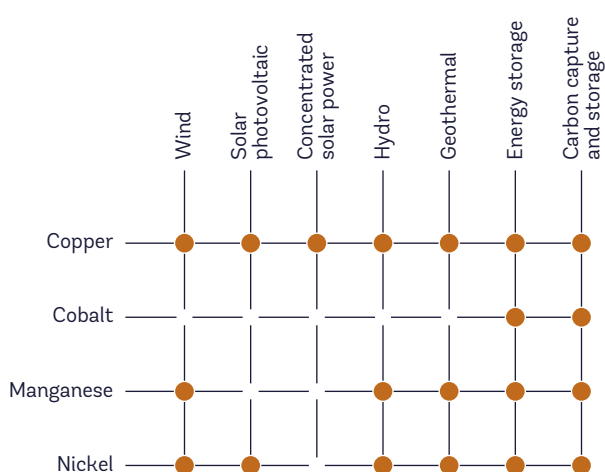 Wind
Solar
photovoltaic
Concentrated
solar power
Hydro
Geothermal
Energy storage
Carbon capture
and storage
Copper
Cobalt
Manganese
Nickel